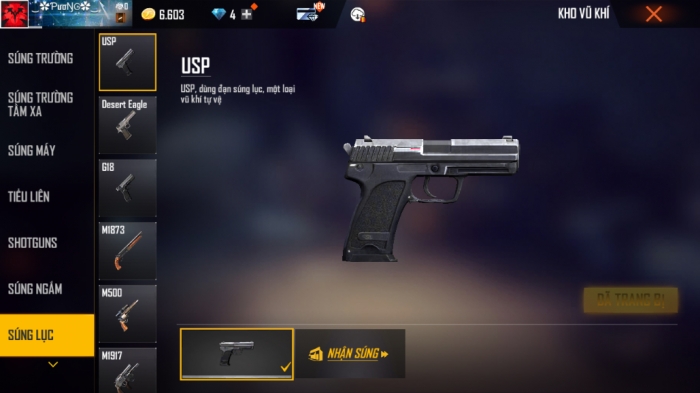 6.603
4
NEW
KHO VŨ KHÍ
SÚNG TRƯỜNG
SÚNG TRƯỜNG
TẦM XA
SÚNG MÁY
TIỂU LIÊN
SHOTGUNS
SÚNG NGẮM
SÚNG LỤC
USP
Desert Eagle
G18
M1873
M500
M1917
USP
USP, dùng đạn súng lục, một loại
vũ khí tự vệ
ĐÃ TRANG BỊ
NHẬN SÚNG